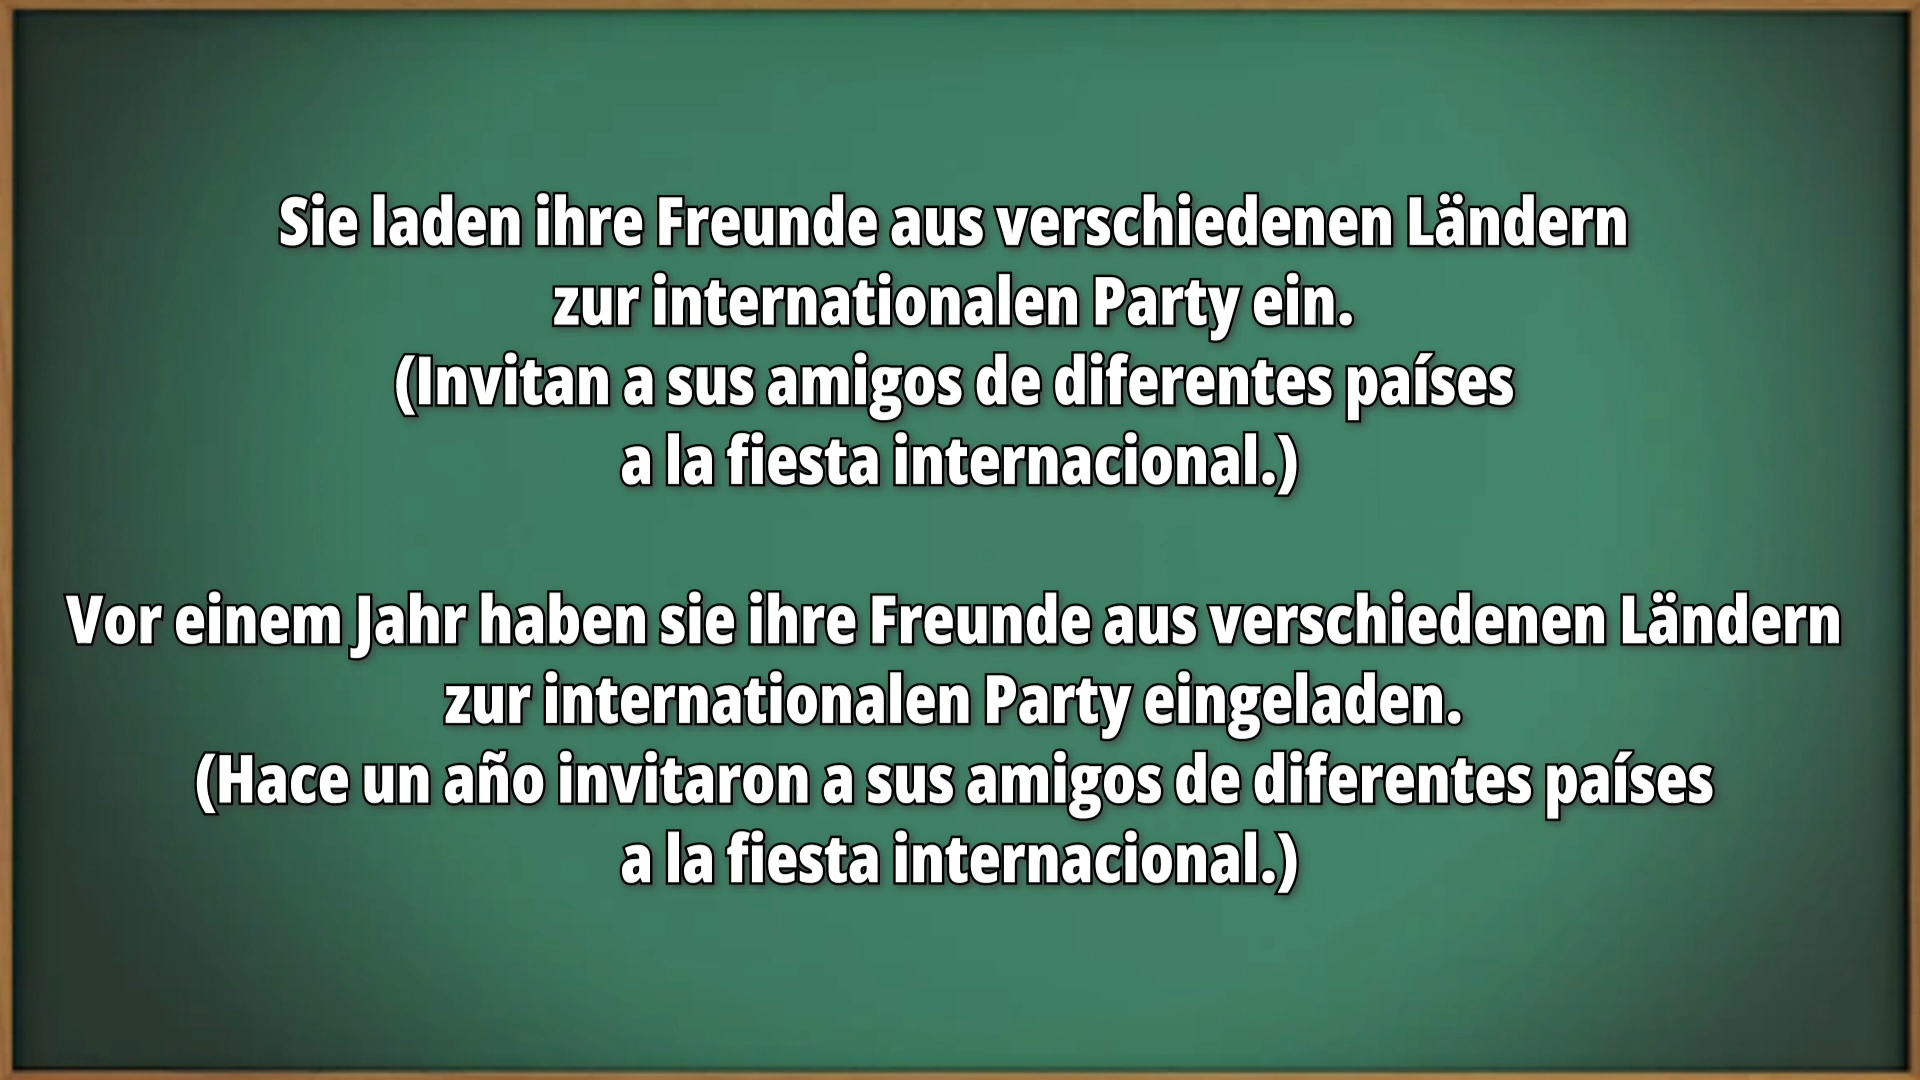 Sie laden ihre Freunde aus verschiedenen Ländern
zur internationalen Party ein.
(Invitan a sus amigos de diferentes países
a la fiesta internacional.)
Vor einem Jahr haben sie ihre Freunde aus verschiedenen Ländern
zur internationalen Party eingeladen.
(Hace un año invitaron a sus amigos de diferentes países
a la fiesta internacional.)